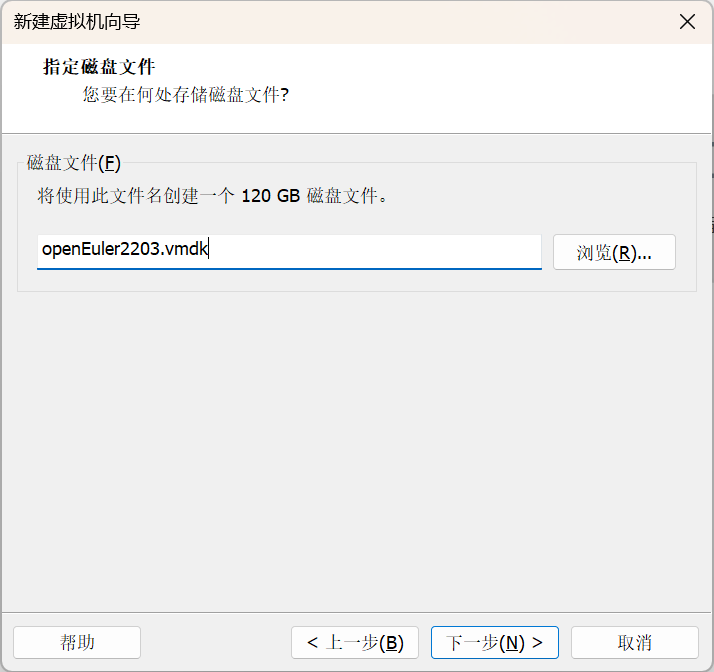 新建虚拟机向导
指定磁盘文件
您要在何处存储磁盘文件?
磁盘文件(F)
将使用此文件名创建一个 120 GB 磁盘文件。
openEuler2203.vmdk
浏览(R)...
帮助
< 上一步(B)
下一步(N) >
取消